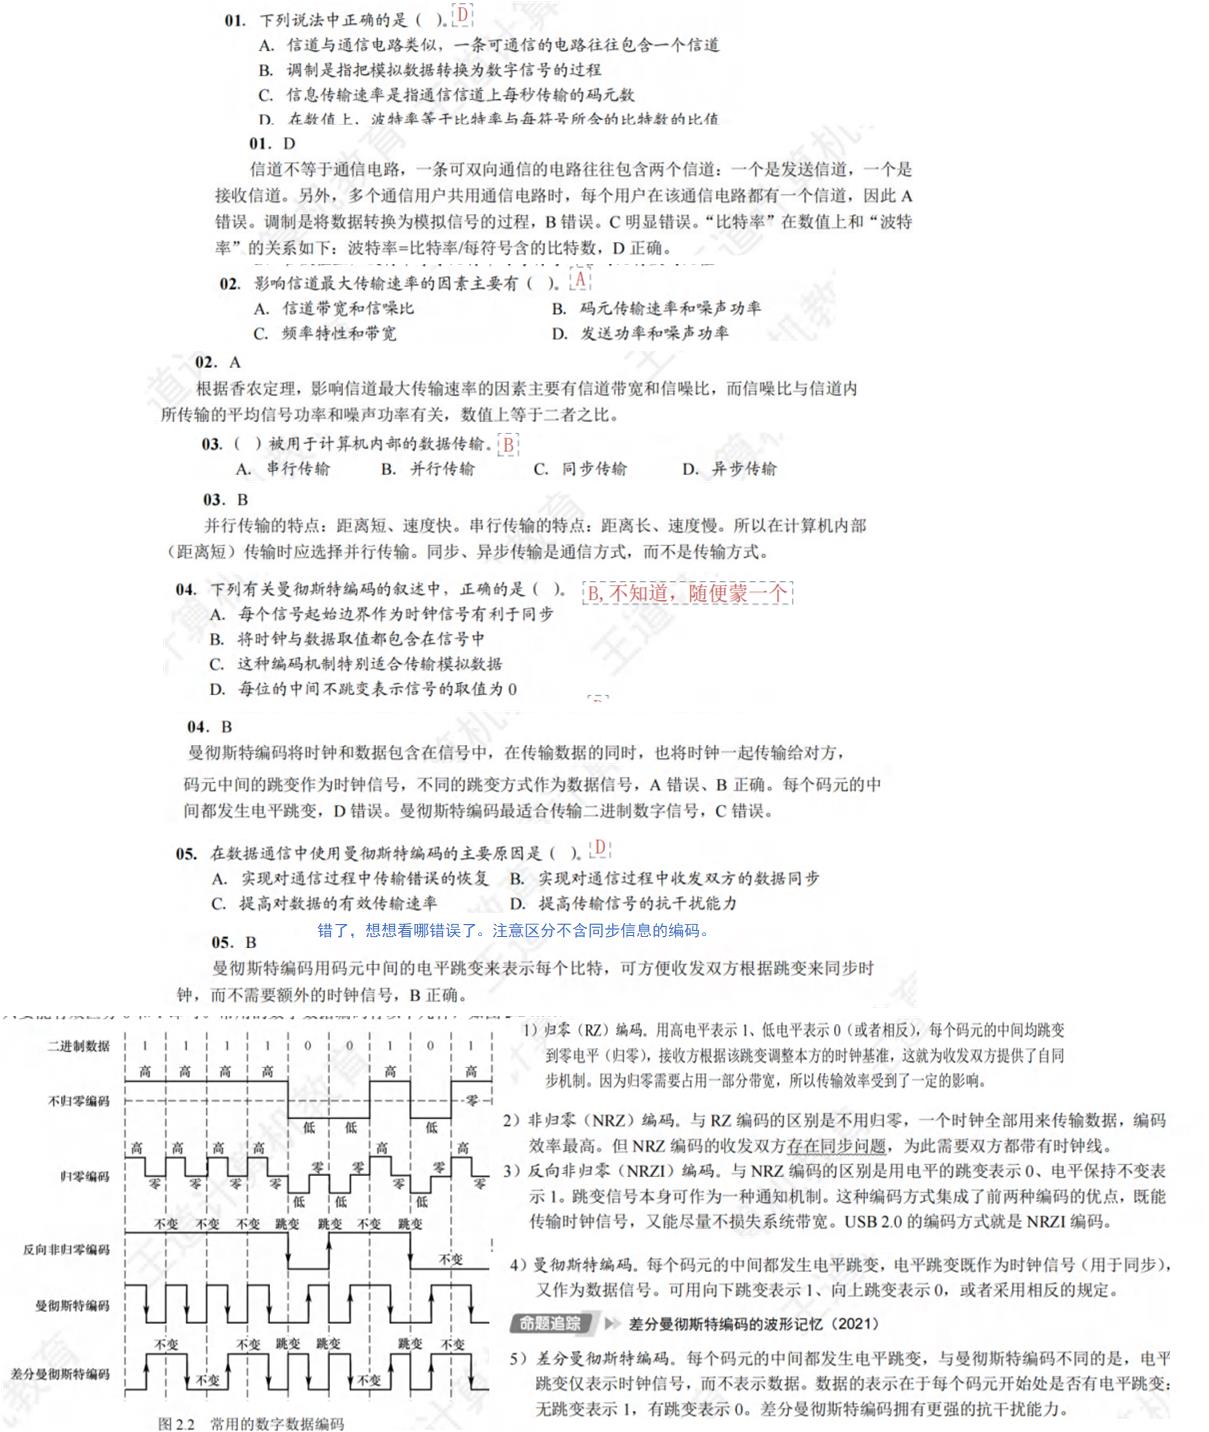 01. 下列说法中正确的是（ ）。D
A. 信道与通信电路类似，一条可通信的电路往往包含一个信道
B. 调制是指把模拟数据转换为数字信号的过程
C. 信息传输速率是指通信信道上每秒传输的码元数
D. 在数值上，波特率等于比特率与每符号所含的比特数的比值
01. D
信道不等于通信电路，一条可双向通信的电路往往包含两个信道：一个是发送信道，一个是
接收信道。另外，多个通信用户共用通信电路时，每个用户在该通信电路都有一个信道，因此 A
错误。调制是将数据转换为模拟信号的过程，B 错误。C 明显错误。“比特率”在数值上和“波特
率”的关系如下：波特率=比特率/每符号含的比特数，D 正确。
02. 影响信道最大传输速率的因素主要有（ ）。A
A. 信道带宽和信噪比 B. 码元传输速率和噪声功率
C. 频率特性和带宽 D. 发送功率和噪声功率
02. A
根据香农定理，影响信道最大传输速率的因素主要有信道带宽和信噪比，而信噪比与信道内
所传输的平均信号功率和噪声功率有关，数值上等于二者之比。
03.（ ）被用于计算机内部的数据传输。B
A. 串行传输 B. 并行传输 C. 同步传输 D. 异步传输
03. B
并行传输的特点：距离短、速度快。串行传输的特点：距离长、速度慢。所以在计算机内部
（距离短）传输时应选择并行传输。同步、异步传输是通信方式，而不是传输方式。
04. 下列有关曼彻斯特编码的叙述中，正确的是（ ）。B,不知道，随便蒙一个
A. 每个信号起始边界作为时钟信号有利于同步
B. 将时钟与数据取值都包含在信号中
C. 这种编码机制特别适合传输模拟数据
D. 每位的中间不跳变表示信号的取值为 0
04. B
曼彻斯特编码将时钟和数据包含在信号中，在传输数据的同时，也将时钟一起传输给对方，
码元中间的跳变作为时钟信号，不同的跳变方式作为数据信号，A 错误、B 正确。每个码元的中
间都发生电平跳变，D 错误。曼彻斯特编码最适合传输二进制数字信号，C 错误。
05. 在数据通信中使用曼彻斯特编码的主要原因是（ ）。D
A. 实现对通信过程中传输错误的恢复 B. 实现对通信过程中收发双方的数据同步
C. 提高对数据的有效传输速率 D. 提高传输信号的抗干扰能力
错了，想想看哪错误了。注意区分不含同步信息的编码。
05. B
曼彻斯特编码用码元中间的电平跳变来表示每个比特，可方便收发双方根据跳变来同步时
钟，而不需要额外的时钟信号，B 正确。
二进制数据 1 1 1 1 0 0 1 0 1
高 高 高 高 高 高
不归零编码 零
低 低 低
高 高 高 高 高 高
归零编码 零 零 零 零 零 零 零 零 零
低 低 低
不变 不变 不变 跳变 跳变 不变 跳变
反向非归零编码 不变
曼彻斯特编码
不变 不变 跳变 跳变 跳变 不变
差分曼彻斯特编码 不变 不变
图 2.2 常用的数字数据编码
1）归零（RZ）编码。用高电平表示 1、低电平表示 0（或者相反），每个码元的中间均跳变
到零电平（归零），接收方根据该跳变调整本方的时钟基准，这就为收发双方提供了自同
步机制。因为归零需要占用一部分带宽，所以传输效率受到了一定的影响。
2）非归零（NRZ）编码。与 RZ 编码的区别是不用归零，一个时钟全部用来传输数据，编码
效率最高。但 NRZ 编码的收发双方存在同步问题，为此需要双方都带有时钟线。
3）反向非归零（NRZI）编码。与 NRZ 编码的区别是用电平的跳变表示 0、电平保持不变表
示 1。跳变信号本身可作为一种通知机制。这种编码方式集成了前两种编码的优点，既能
传输时钟信号，又能尽量不损失系统带宽。USB 2.0 的编码方式就是 NRZI 编码。
4）曼彻斯特编码。每个码元的中间都发生电平跳变，电平跳变既作为时钟信号（用于同步），
又作为数据信号。可用向下跳变表示 1、向上跳变表示 0，或者采用相反的规定。
命题追踪 差分曼彻斯特编码的波形记忆（2021）
5）差分曼彻斯特编码。每个码元的中间都发生电平跳变，与曼彻斯特编码不同的是，电平
跳变仅表示时钟信号，而不表示数据。数据的表示在于每个码元开始处是否有电平跳变：
无跳变表示 1，有跳变表示 0。差分曼彻斯特编码拥有更强的抗干扰能力。